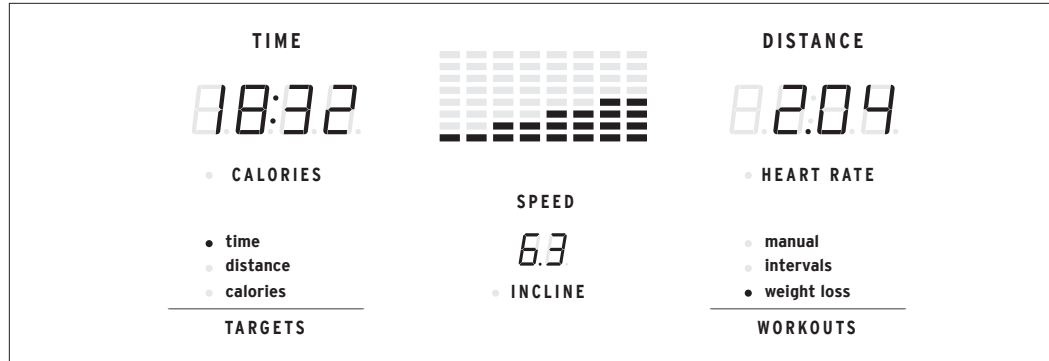 TIME
18:32
CALORIES
time
distance
calories
TARGETS
SPEED
6.3
INCLINE
DISTANCE
2.04
HEART RATE
manual
intervals
weight loss
WORKOUTS